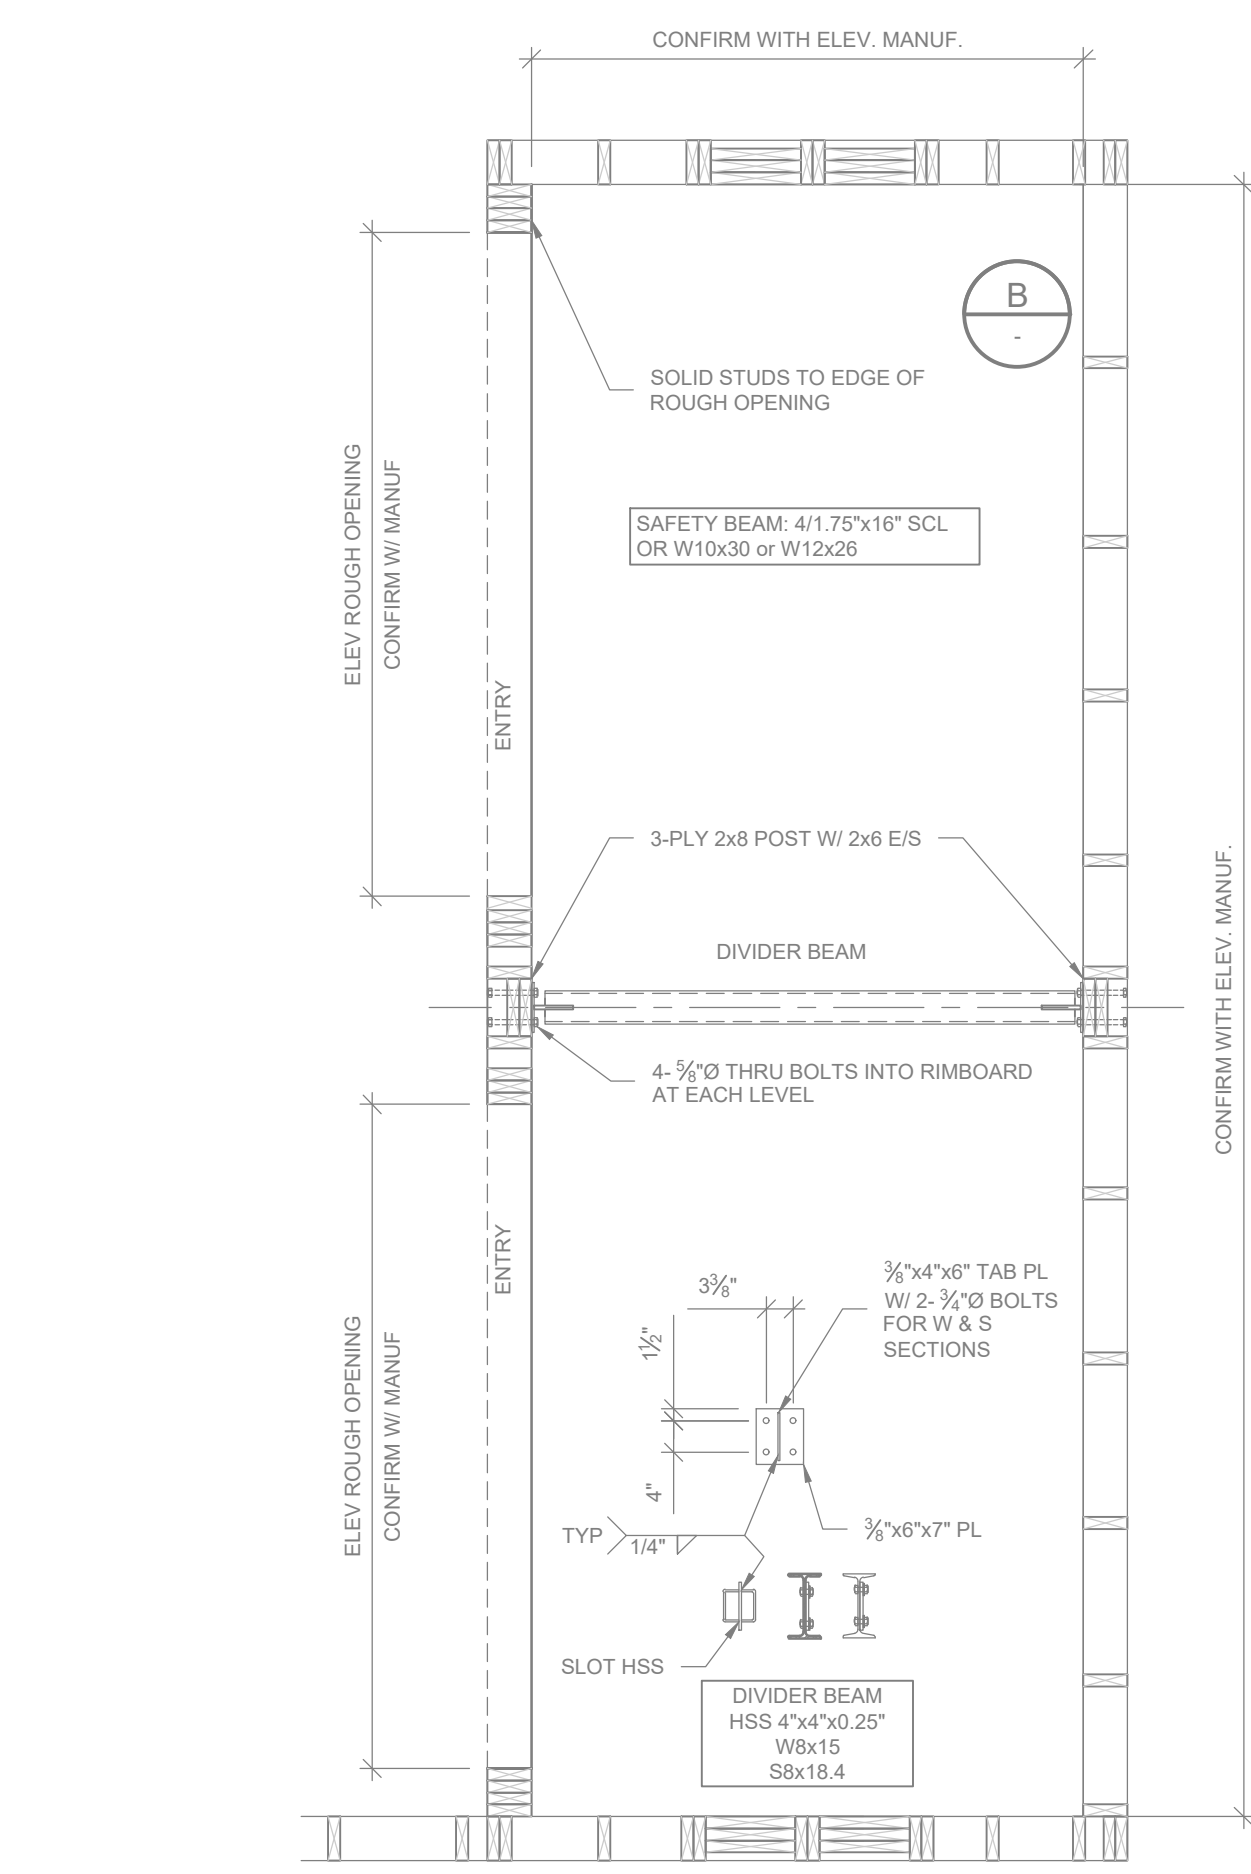 CONFIRM WITH ELEV. MANUF.
B
-
SOLID STUDS TO EDGE OF
ROUGH OPENING
ELEV ROUGH OPENING
CONFIRM W/ MANUF
SAFETY BEAM: 4/1.75"x16" SCL
OR W10x30 or W12x26
ENTRY
3-PLY 2x8 POST W/ 2x6 E/S
CONFIRM WITH ELEV. MANUF.
DIVIDER BEAM
4- ⅝"Ø THRU BOLTS INTO RIMBOARD
AT EACH LEVEL
ENTRY
ELEV ROUGH OPENING
CONFIRM W/ MANUF
3⅜"
⅜"x4"x6" TAB PL
W/ 2- ¾"Ø BOLTS
FOR W & S
SECTIONS
1½"
4"
TYP
1/4"
⅜"x6"x7" PL
SLOT HSS
DIVIDER BEAM
HSS 4"x4"x0.25"
W8x15
S8x18.4